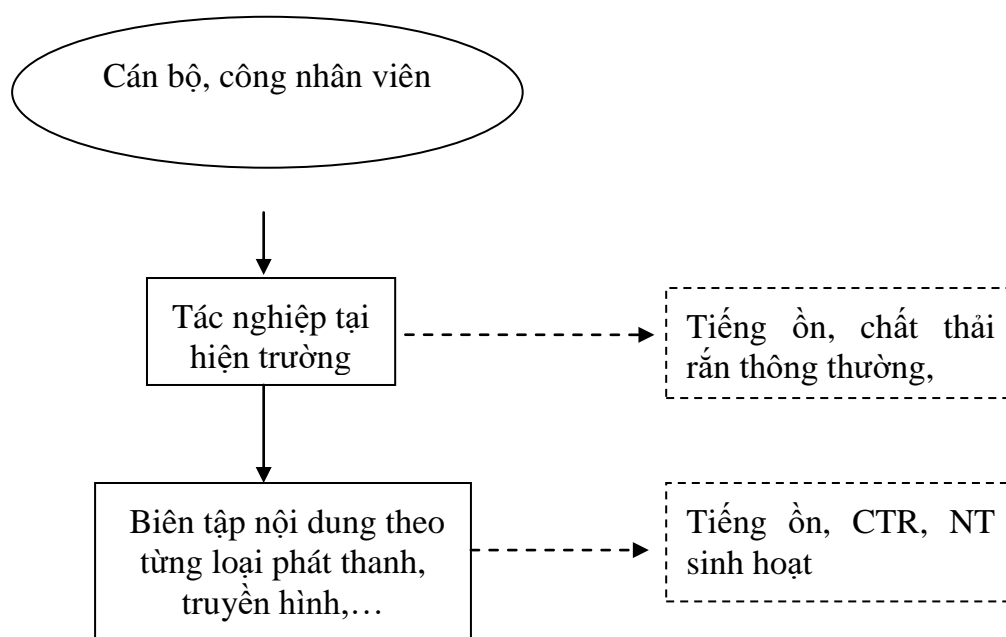 Cán bộ, công nhân viên
Tác nghiệp tại
hiện trường
Tiếng ồn, chất thải
rắn thông thường,
Biên tập nội dung theo
từng loại phát thanh,
truyền hình,…
Tiếng ồn, CTR, NT
sinh hoạt